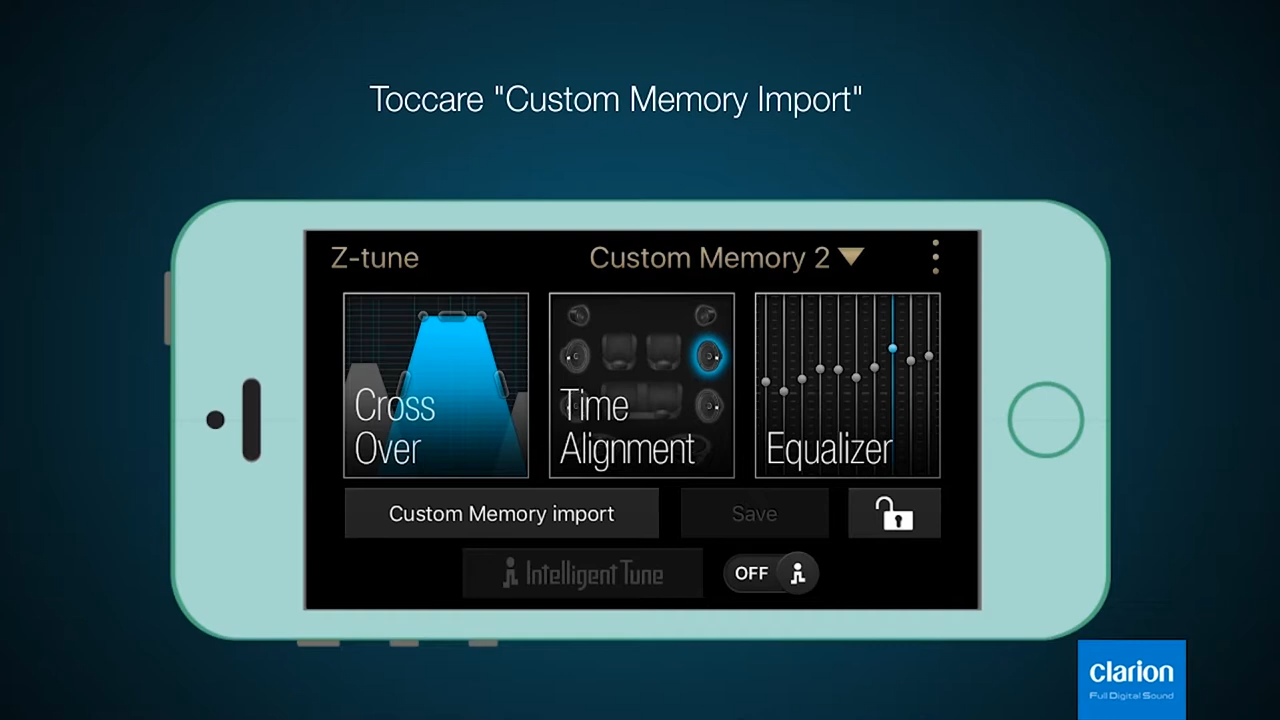 Toccare "Custom Memory Import"
Z-tune
Custom Memory 2
Cross
Over
Time
Alignment
Equalizer
Custom Memory import
Save
Intelligent Tune
OFF
clarion
Full Digital Sound